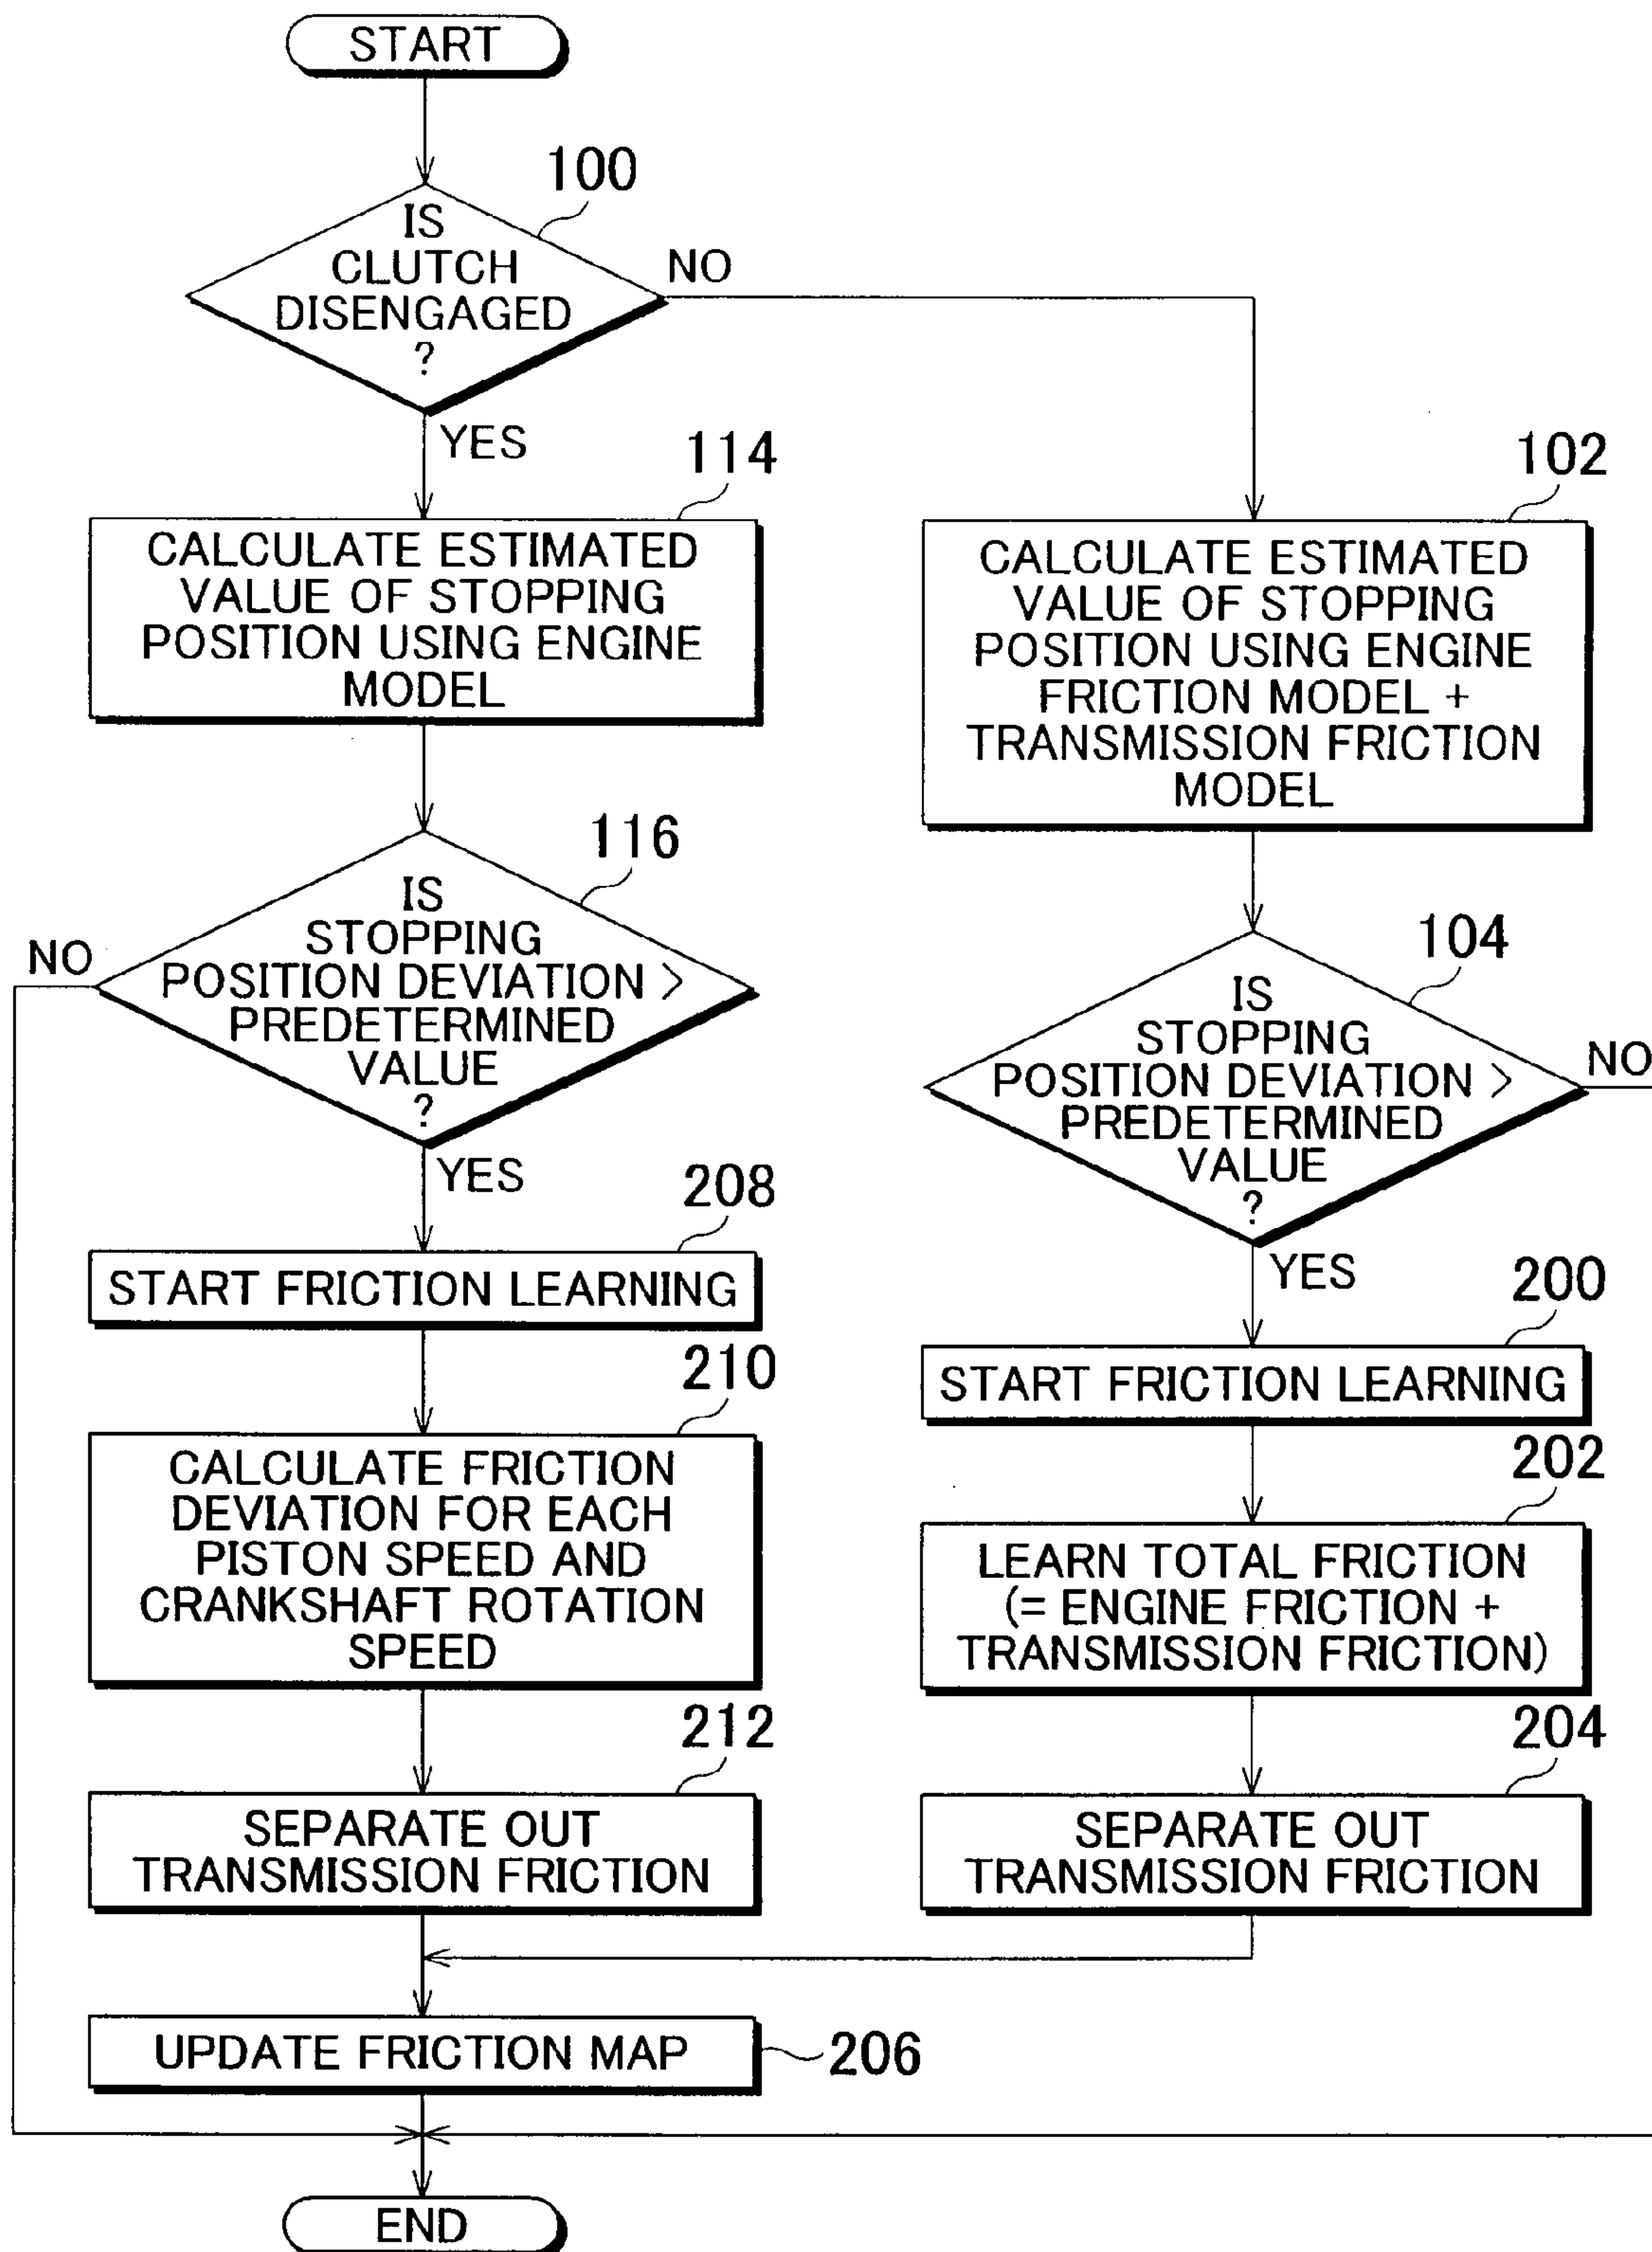 START
100
IS
CLUTCH
DISENGAGED
?
NO
YES
114
CALCULATE ESTIMATED
VALUE OF STOPPING
POSITION USING ENGINE
MODEL
102
CALCULATE ESTIMATED
VALUE OF STOPPING
POSITION USING ENGINE
FRICTION MODEL +
TRANSMISSION FRICTION
MODEL
116
IS
STOPPING
POSITION DEVIATION >
PREDETERMINED
VALUE
?
NO
YES
104
IS
STOPPING
POSITION DEVIATION >
PREDETERMINED
VALUE
?
NO
YES
208
START FRICTION LEARNING
200
START FRICTION LEARNING
210
CALCULATE FRICTION
DEVIATION FOR EACH
PISTON SPEED AND
CRANKSHAFT ROTATION
SPEED
202
LEARN TOTAL FRICTION
(= ENGINE FRICTION +
TRANSMISSION FRICTION)
212
SEPARATE OUT
TRANSMISSION FRICTION
204
SEPARATE OUT
TRANSMISSION FRICTION
UPDATE FRICTION MAP
206
END